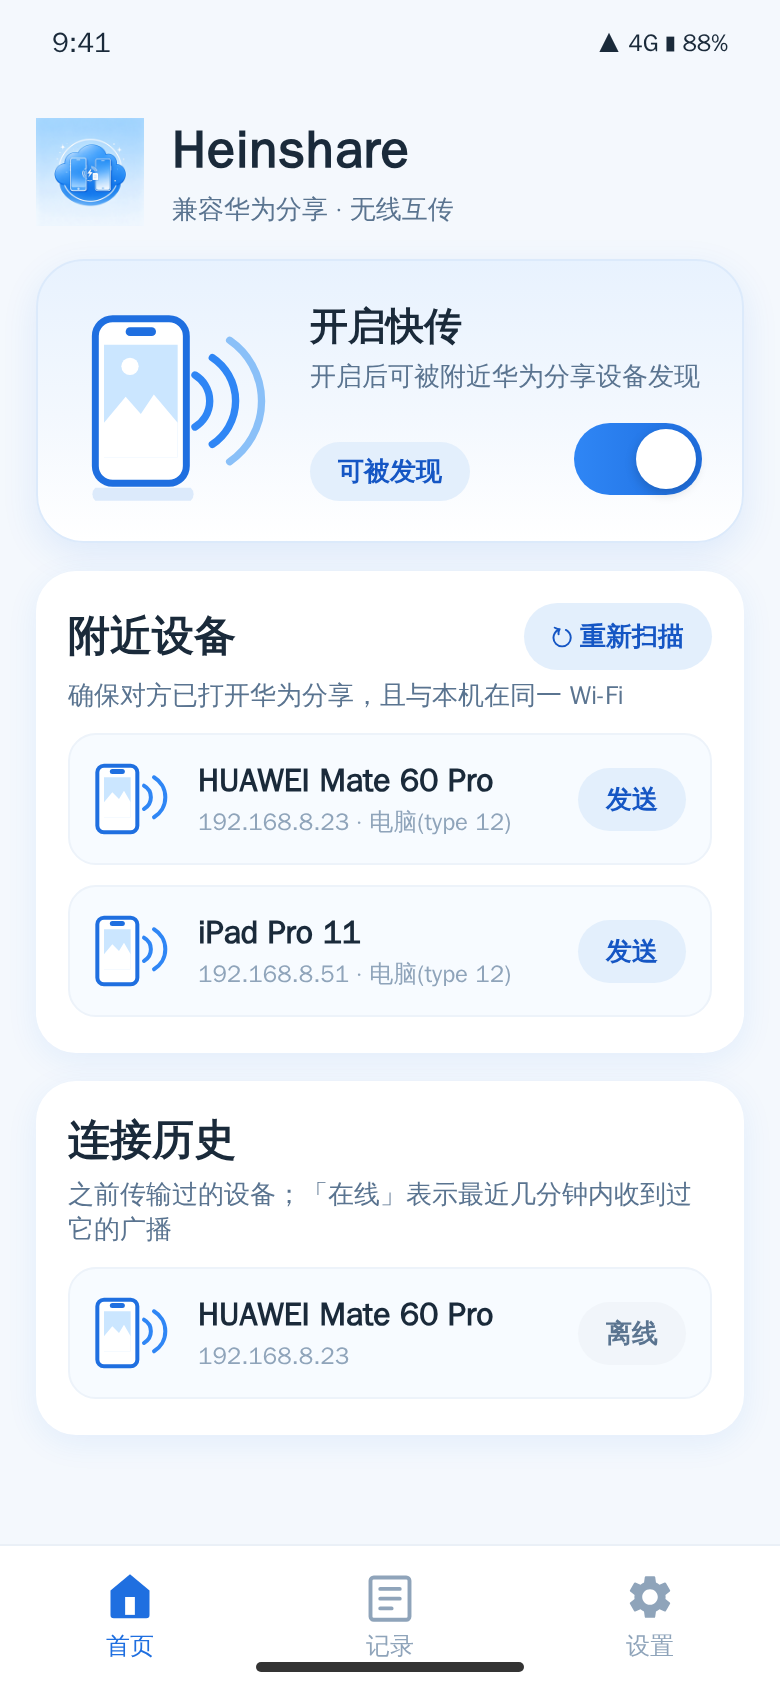 9:41
4G 88%
Heinshare
兼容华为分享 · 无线互传
开启快传
开启后可被附近华为分享设备发现
可被发现
附近设备
重新扫描
确保对方已打开华为分享，且与本机在同一 Wi-Fi
HUAWEI Mate 60 Pro
192.168.8.23 · 电脑(type 12)
发送
iPad Pro 11
192.168.8.51 · 电脑(type 12)
发送
连接历史
之前传输过的设备；「在线」表示最近几分钟内收到过
它的广播
HUAWEI Mate 60 Pro
192.168.8.23
离线
首页
记录
设置